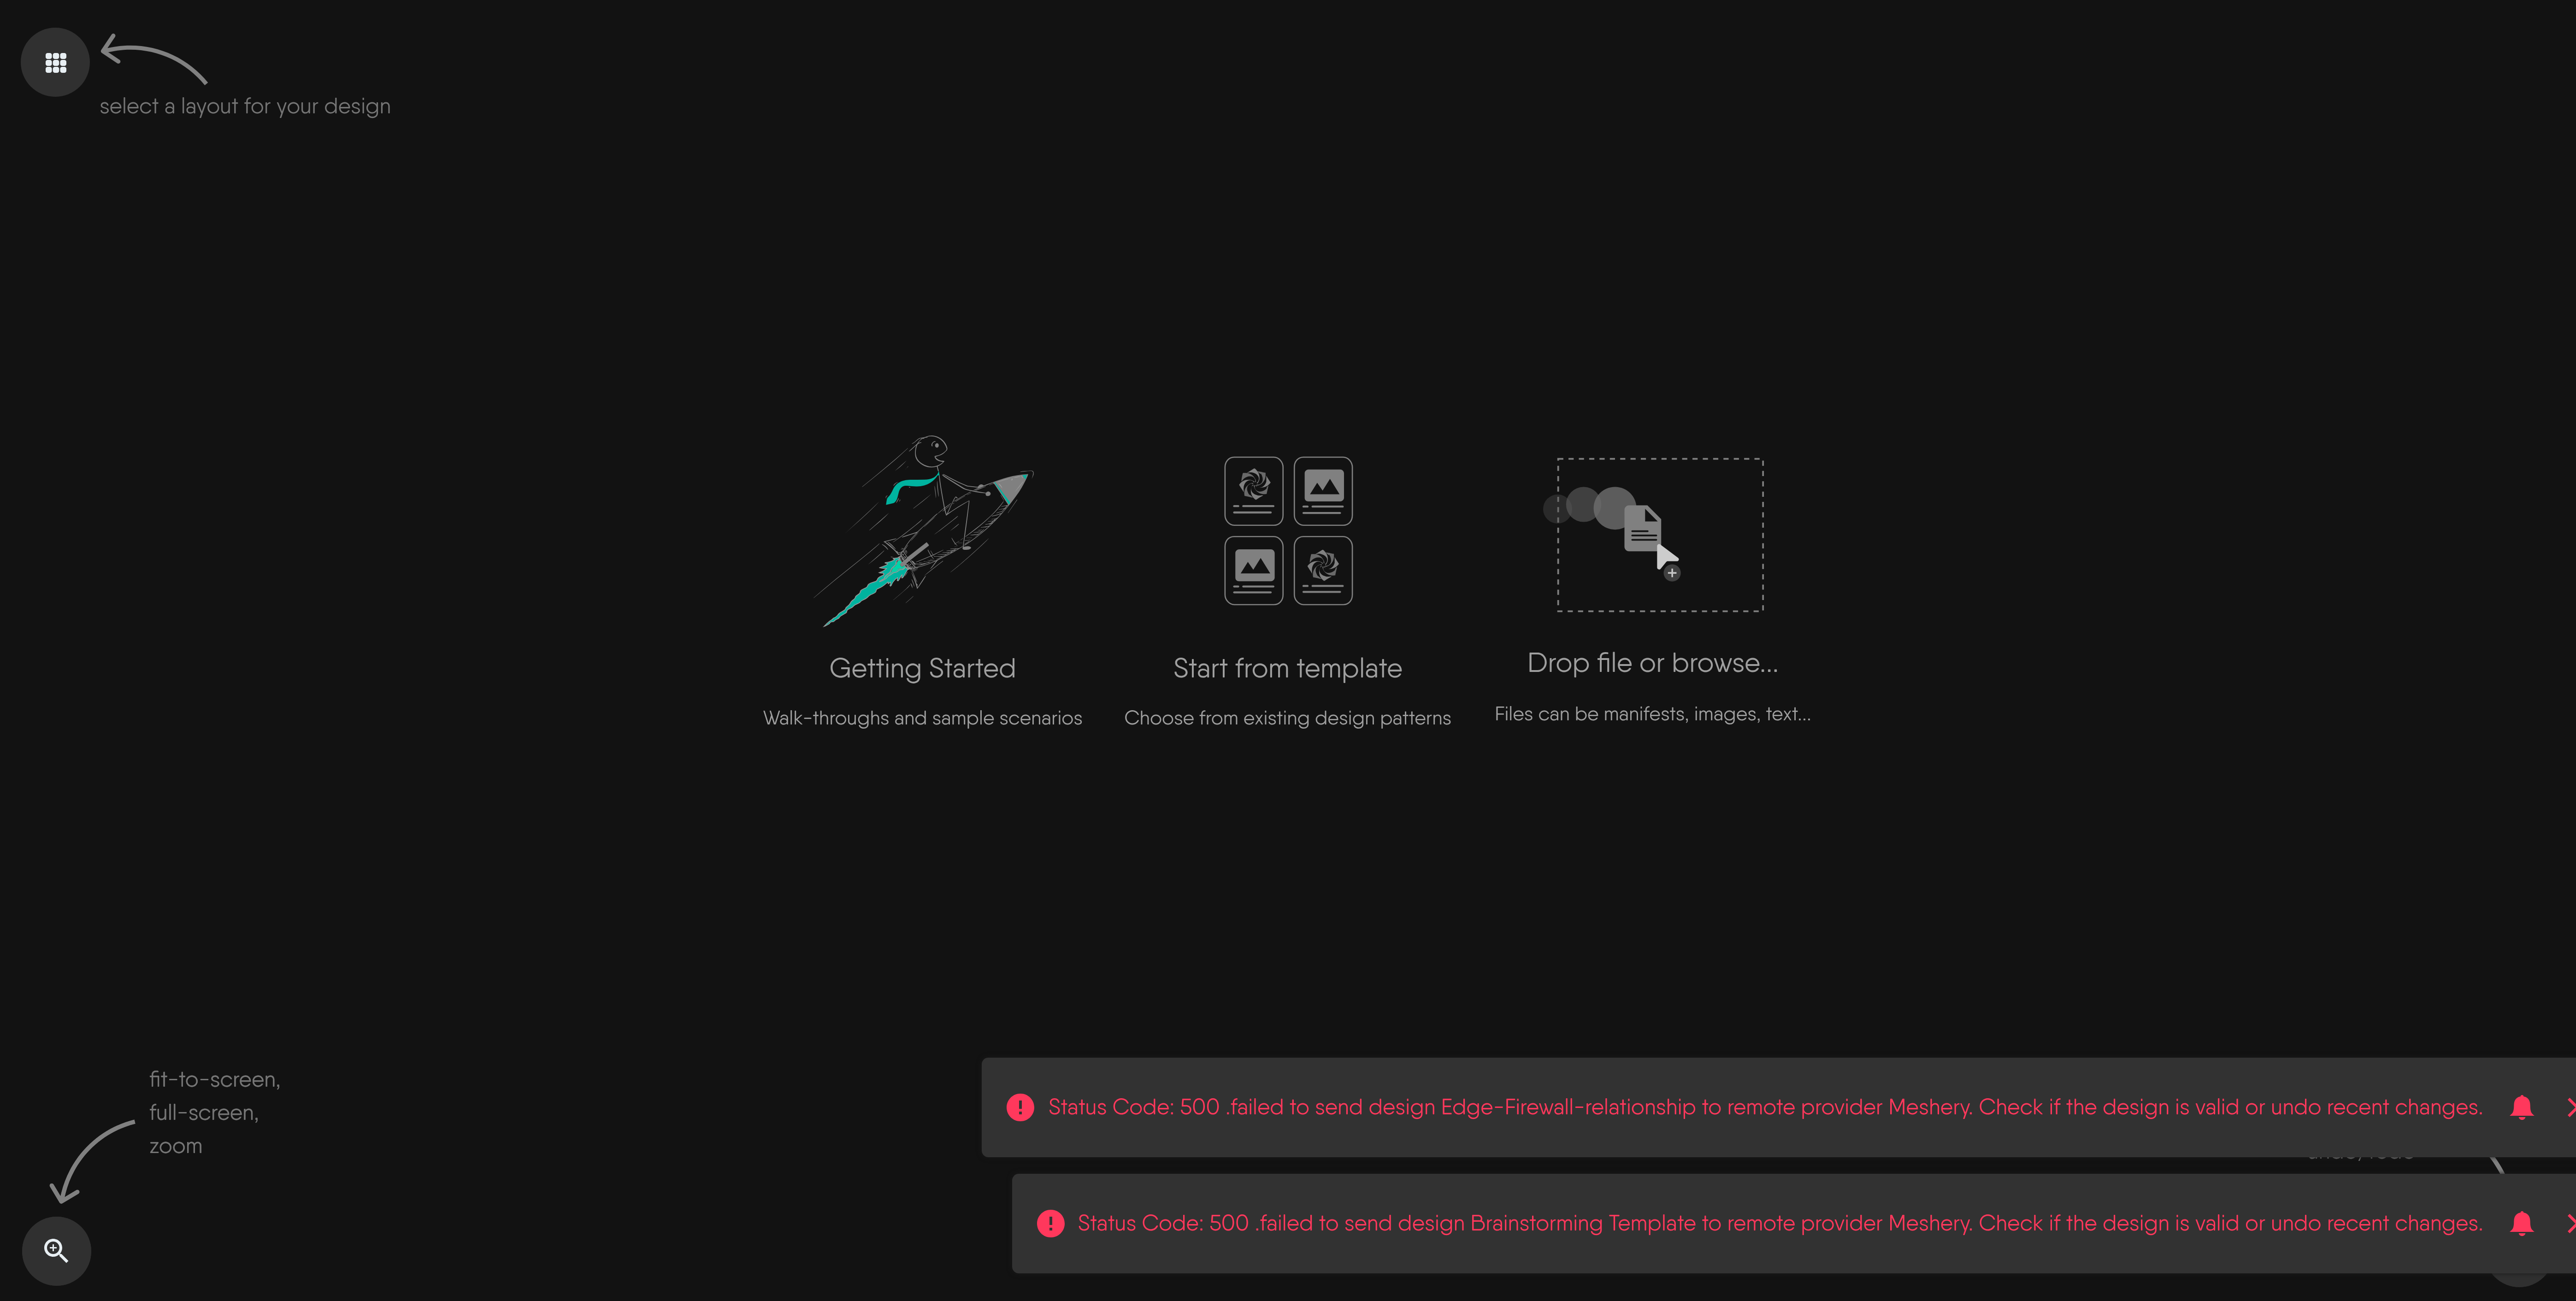 select a layout for your design
Getting Started
Start from template
Drop file or browse...
Walk-throughs and sample scenarios
Choose from existing design patterns
Files can be manifests, images, text...
fit-to-screen,
full-screen,
zoom
Status Code: 500 .failed to send design Edge-Firewall-relationship to remote provider Meshery. Check if the design is valid or undo recent changes.
Status Code: 500 .failed to send design Brainstorming Template to remote provider Meshery. Check if the design is valid or undo recent changes.